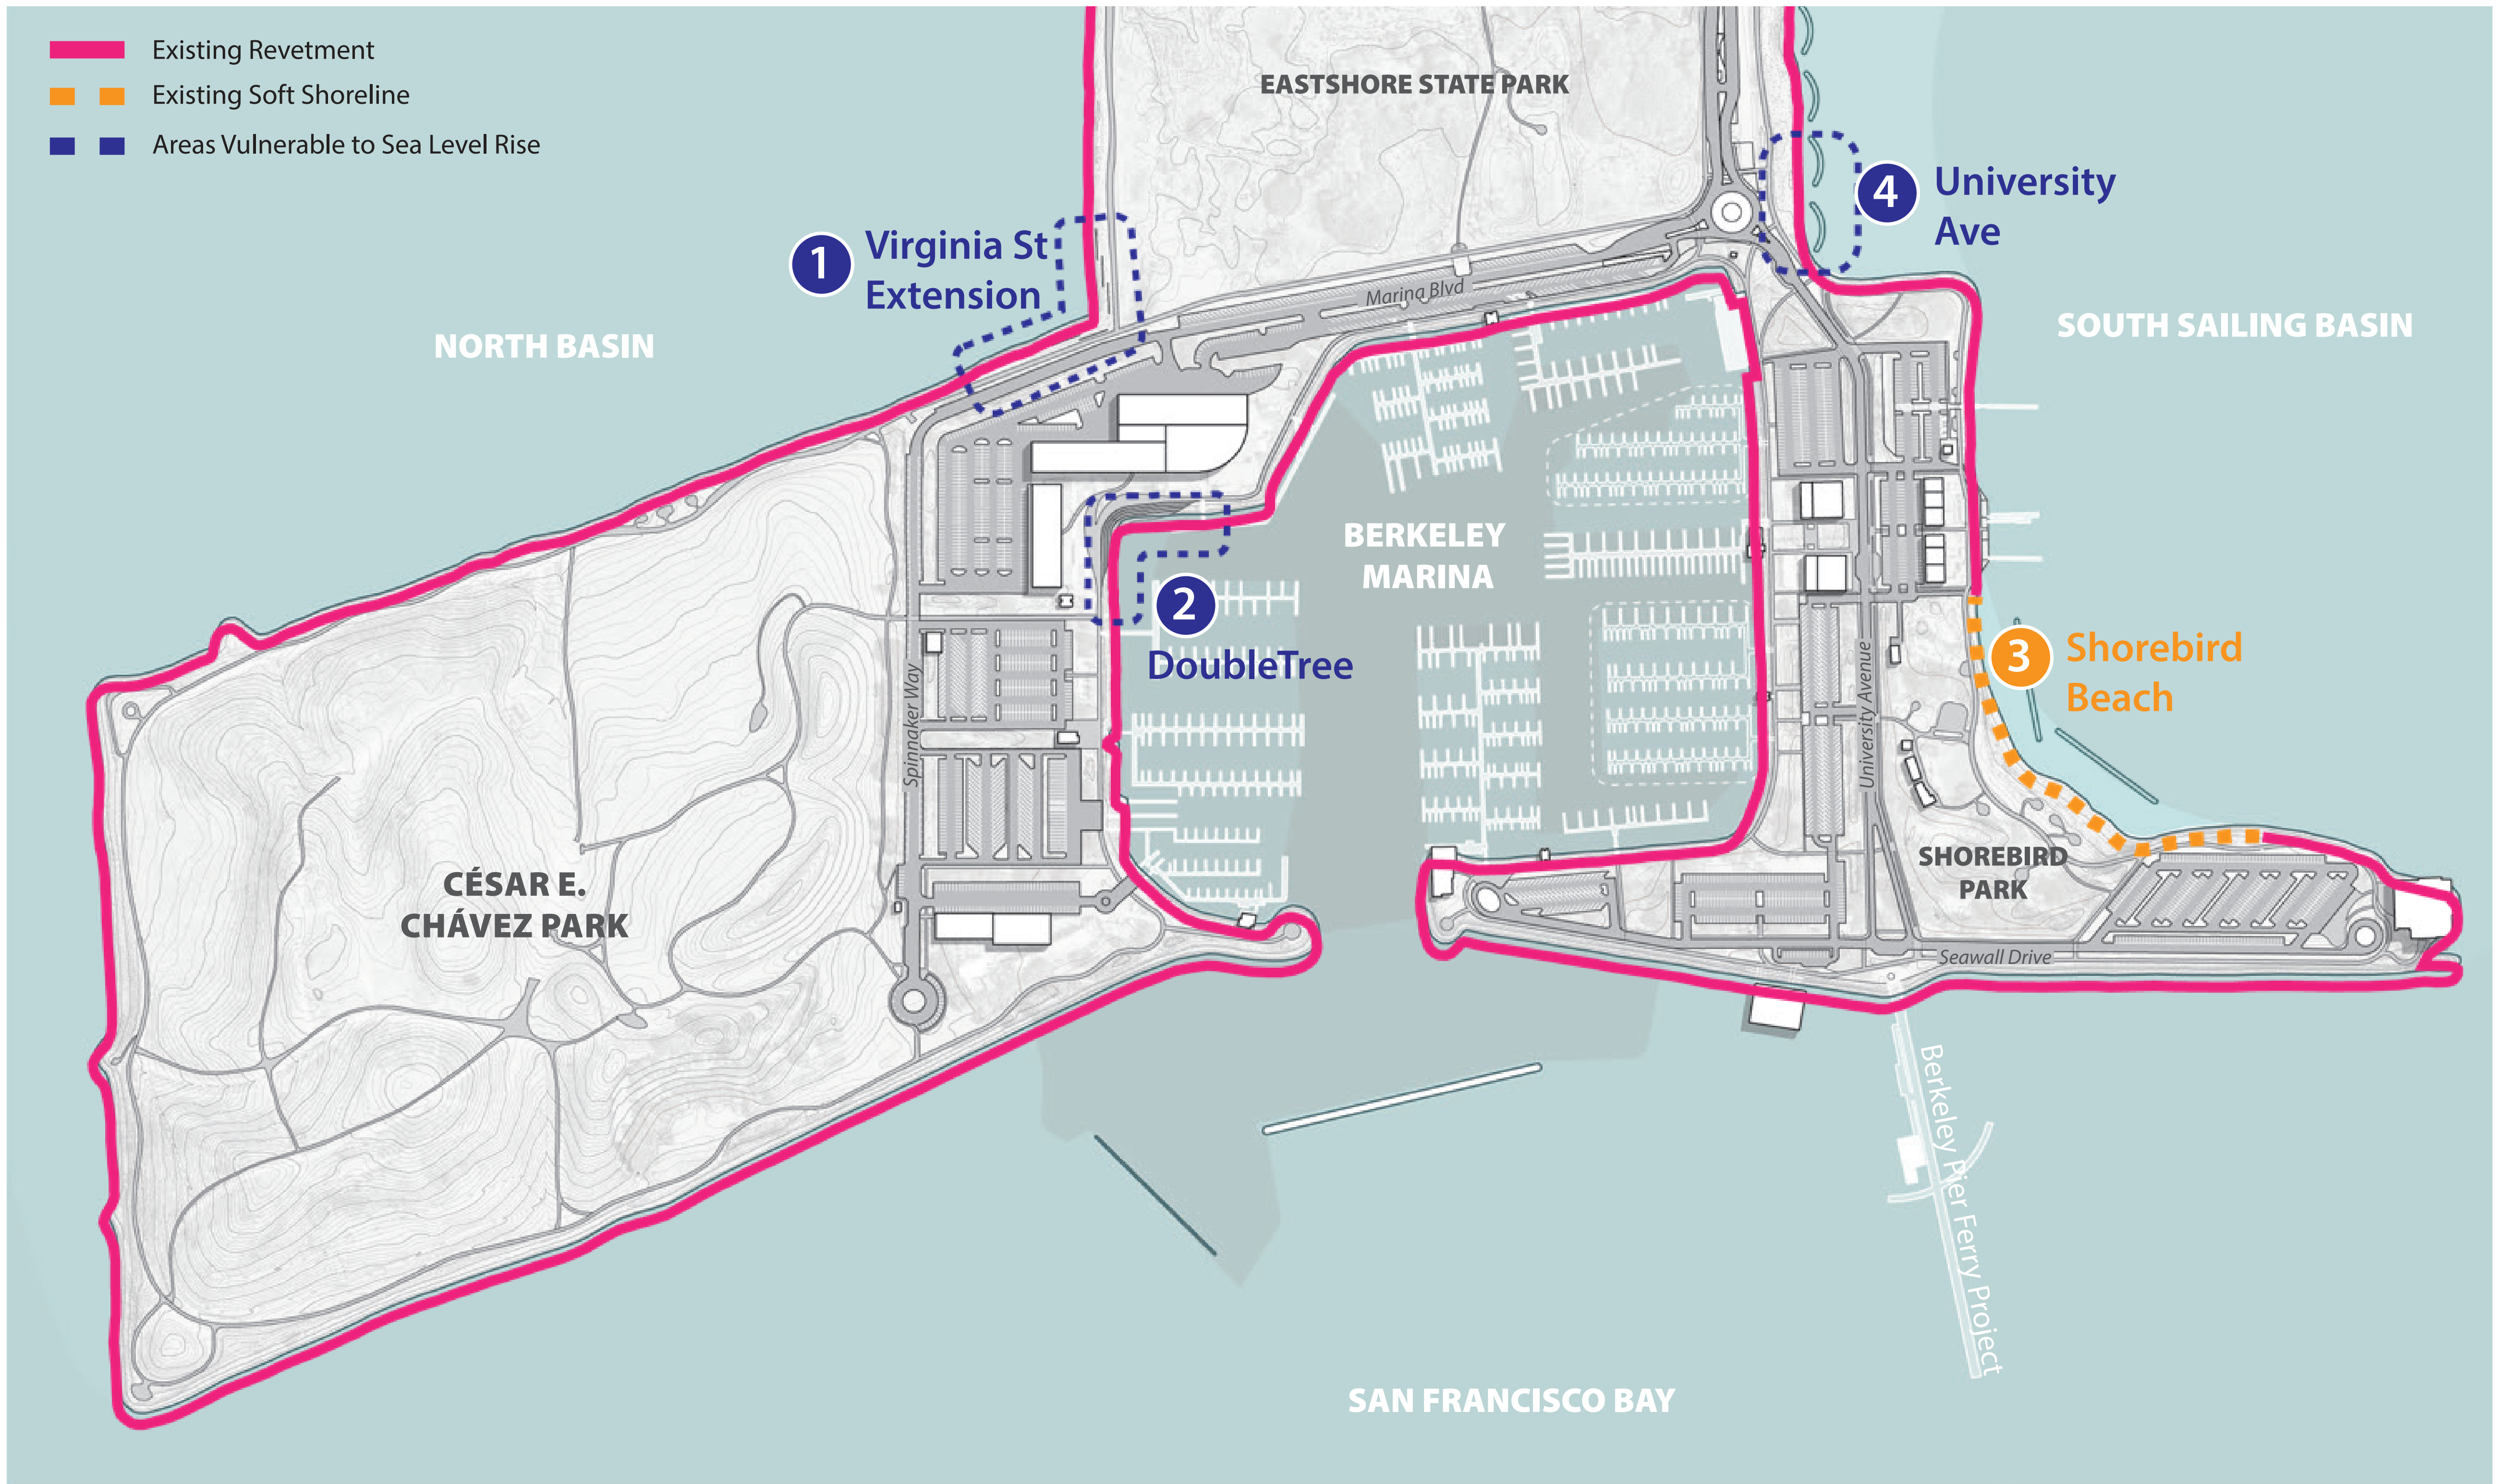 Existing Revetment
Existing Soft Shoreline
Areas Vulnerable to Sea Level Rise
EASTSHORE STATE PARK
1
Virginia St
Extension
4
University
Ave
NORTH BASIN
Marina Blvd
SOUTH SAILING BASIN
BERKELEY
MARINA
2
DoubleTree
3
Shorebird
Beach
Spinnaker Way
University Avenue
CÉSAR E.
CHÁVEZ PARK
SHOREBIRD
PARK
Seawall Drive
Berkeley Pier Ferry Project
SAN FRANCISCO BAY